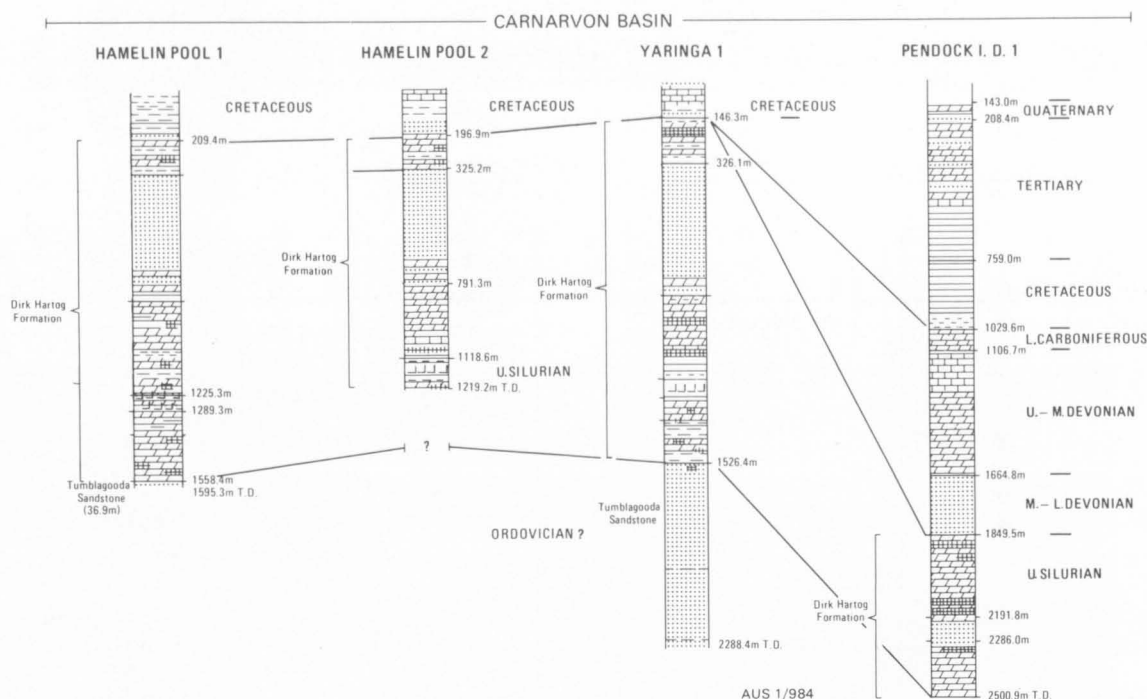 CARNARVON BASIN
HAMELIN POOL 1
HAMELIN POOL 2
YARINGA 1
PENDOCK I. D. 1
CRETACEOUS
209.4m
Dirk Hartog
Formation
1225.3m
1289.3m
1558.4m
1595.3m T.D.
Tumblagooda
Sandstone
(36.9m)
CRETACEOUS
196.9m
325.2m
Dirk Hartog
Formation
791.3m
1118.6m
U.SILURIAN
1219.2m T.D.
?
ORDOVICIAN ?
CRETACEOUS
146.3m
326.1m
Dirk Hartog
Formation
1526.4m
Tumblagooda
Sandstone
2288.4m T.D.
143.0m
QUATERNARY
208.4m
TERTIARY
759.0m
CRETACEOUS
1029.6m
L.CARBONIFEROUS
1106.7m
U.– M.DEVONIAN
1664.8m
M.– L.DEVONIAN
1849.5m
U.SILURIAN
Dirk Hartog
Formation
2191.8m
2286.0m
2500.9m T.D.
AUS 1/984